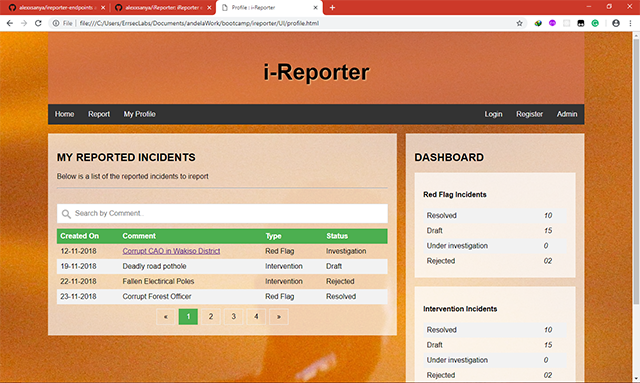 alexxsanya/ireporter-endpoints
alexxsanya/iReporter: iReporter
Profile : i-Reporter
File
file:///C:/Users/ErrsecLabs/Documents/andelaWork/bootcamp/ireporter/UI/profile.html
i-Reporter
Home Report My Profile Login Register Admin
MY REPORTED INCIDENTS
Below is a list of the reported incidents to ireport
Search by Comment..
Created On Comment Type Status
12-11-2018 Corrupt CAO in Wakiso District Red Flag Investigation
19-11-2018 Deadly road pothole Intervention Draft
22-11-2018 Fallen Electirical Poles Intervention Rejected
23-11-2018 Corrupt Forest Officer Red Flag Resolved
« 1 2 3 4 »
DASHBOARD
Red Flag Incidents
Resolved 10
Draft 15
Under investigation 0
Rejected 02
Intervention Incidents
Resolved 10
Draft 15
Under investigation 0
Rejected 02